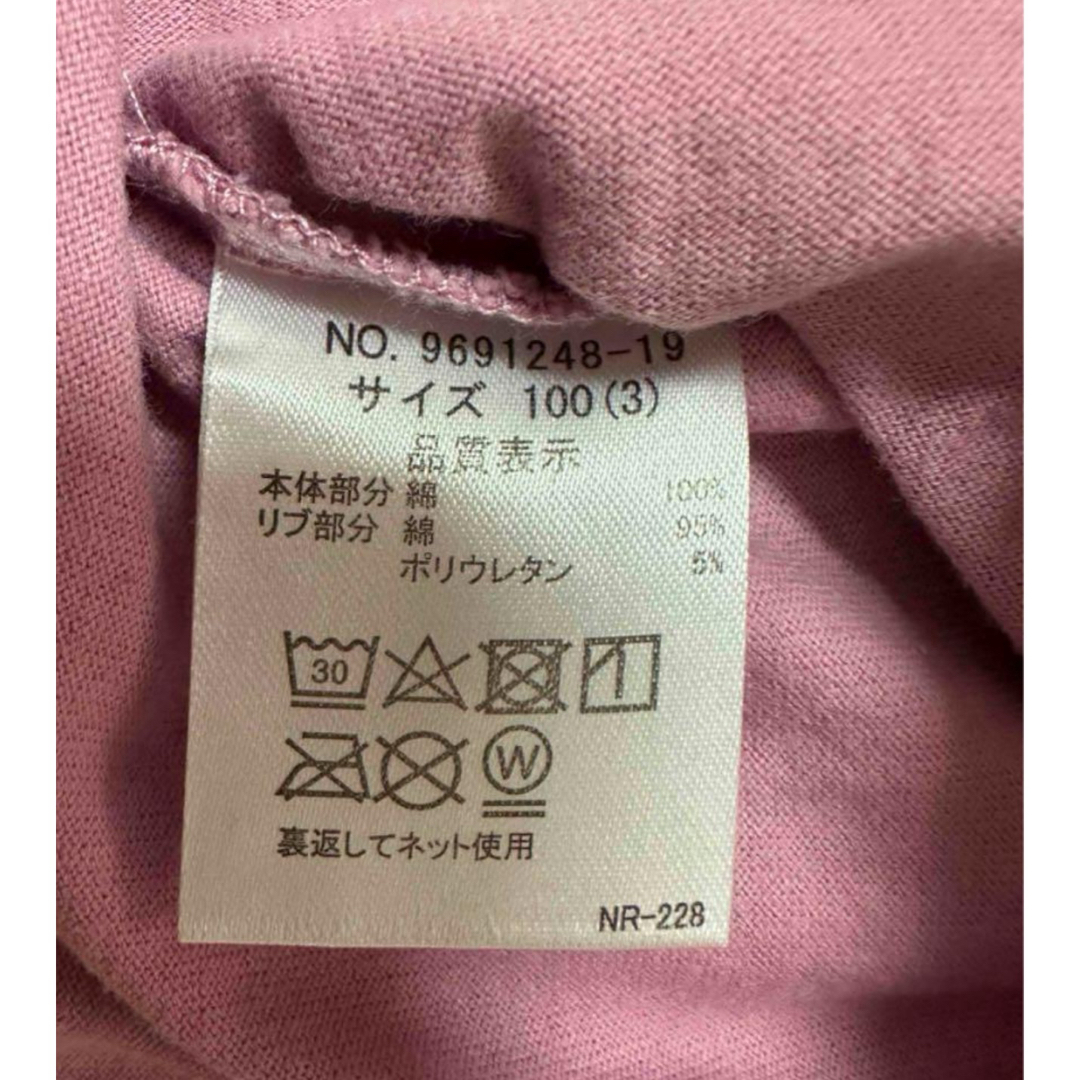 NO. 9691248-19
サイズ 100(3)
品質表示
本体部分 綿 100%
リブ部分 綿 95%
ポリウレタン 5%
30
W
裏返してネット使用
NR-228